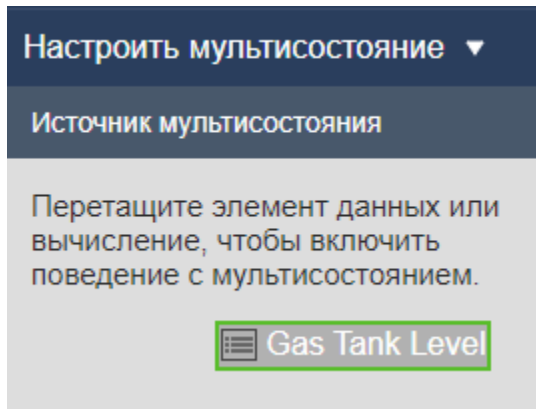 Настроить мультисостояние ▼
Источник мультисостояния
Перетащите элемент данных или
вычисление, чтобы включить
поведение с мультисостоянием.
Gas Tank Level